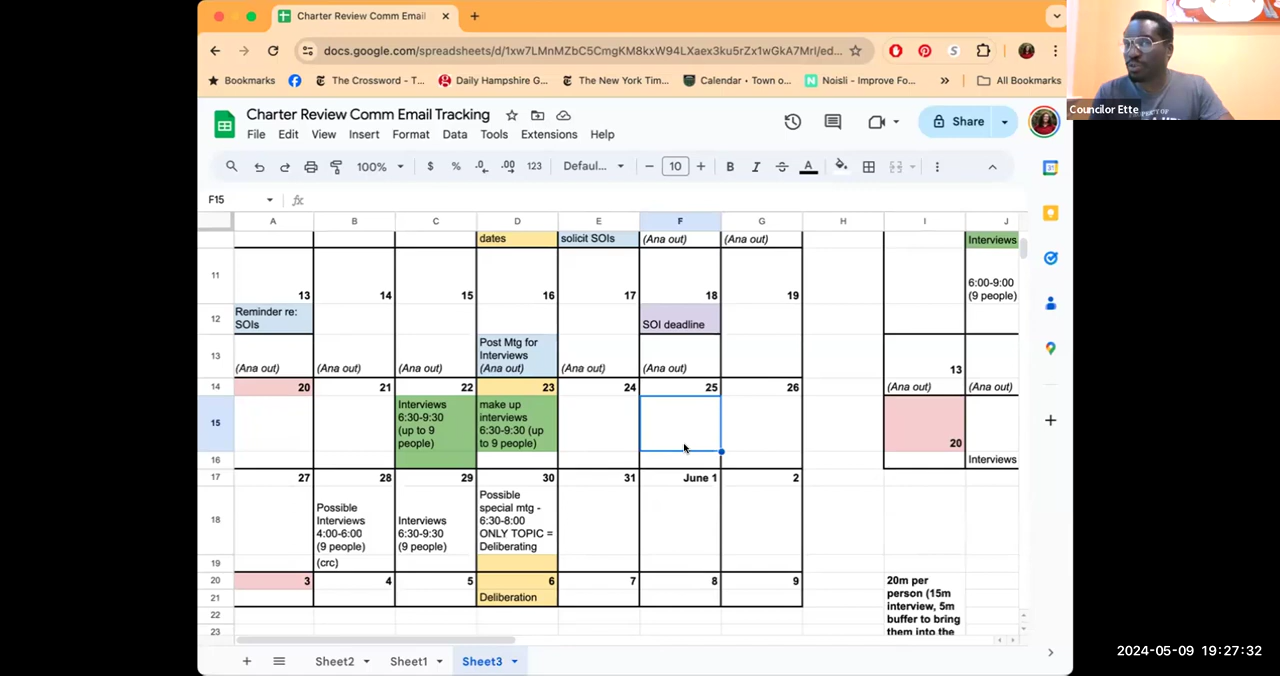 Charter Review Comm Email
docs.google.com/spreadsheets/d/1xw7LMnMZbC5CmgKM8kxW94LXaex3ku5rZx1wGkA7MrI/ed...
Bookmarks
The Crossword - T...
Daily Hampshire G...
The New York Tim...
Calendar • Town o...
Noisli - Improve Fo...
All Bookmarks
Councilor Ette
Charter Review Comm Email Tracking
File Edit View Insert Format Data Tools Extensions Help
Share
100% $ % .0 .00 123 Defaul... 10 B I A
F15
A B C D E F G H I J
dates
solicit SOIs
(Ana out)
(Ana out)
Interviews
11
13 14 15 16 17 18 19
6:00-9:00
(9 people)
12
Reminder re:
SOIs
SOI deadline
13
(Ana out)
(Ana out)
(Ana out)
Post Mtg for
Interviews
(Ana out)
(Ana out)
(Ana out)
13
14
20 21 22 23 24 25 26
(Ana out)
(Ana out)
15
Interviews
6:30-9:30
(up to 9
people)
make up
interviews
6:30-9:30 (up
to 9 people)
20
16
Interviews
17
27 28 29 30 31 June 1 2
18
Possible
Interviews
4:00-6:00
(9 people)
Interviews
6:30-9:30
(9 people)
Possible
special mtg -
6:30-8:00
ONLY TOPIC =
Deliberating
19
(crc)
20
3 4 5 6 7 8 9
21
Deliberation
22
23
20m per
person (15m
interview, 5m
buffer to bring
them into the
Sheet2 Sheet1 Sheet3
2024-05-09 19:27:32